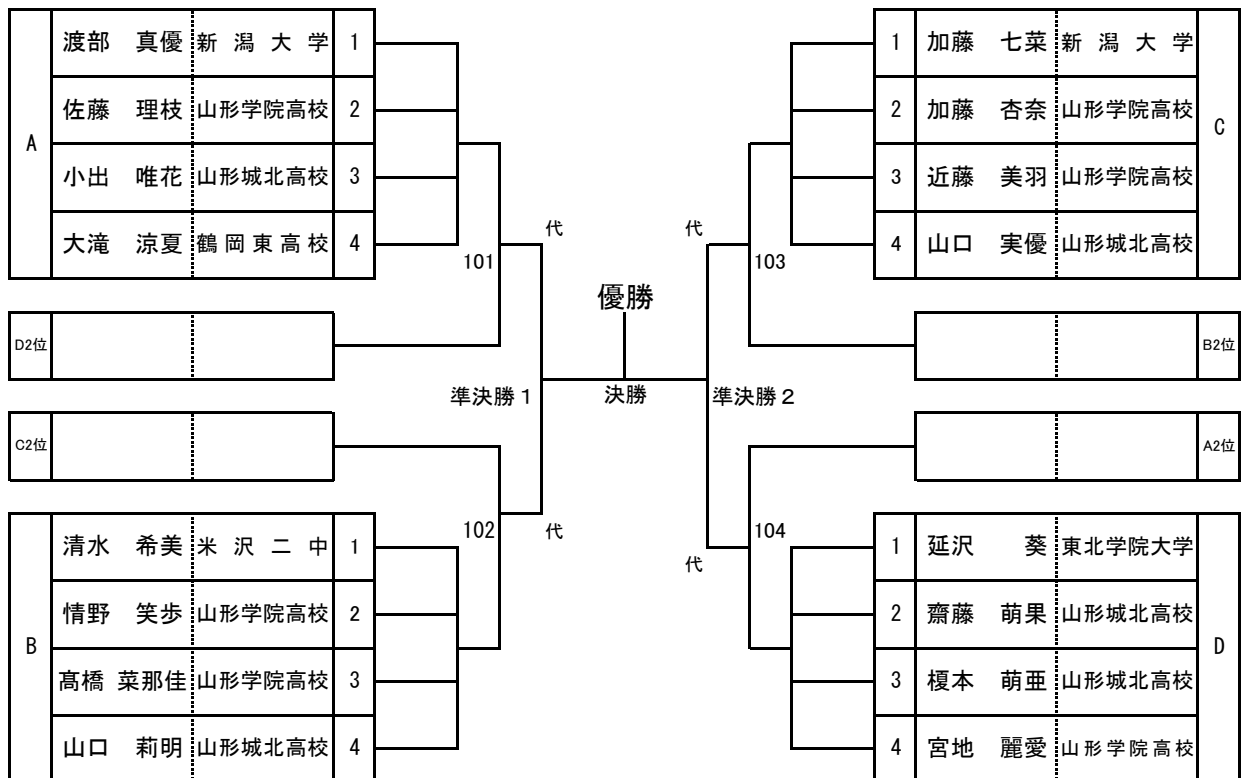 A
渡部 真優 新潟大学 1
佐藤 理枝 山形学院高校 2
小出 唯花 山形城北高校 3
大滝 涼夏 鶴岡東高校 4
D2位
C2位
B
清水 希美 米沢二中 1
情野 笑歩 山形学院高校 2
髙橋 菜那佳 山形学院高校 3
山口 莉明 山形城北高校 4
101
102
代
代
準決勝1
優勝
決勝
準決勝2
代
代
103
104
C
1 加藤 七菜 新潟大学
2 加藤 杏奈 山形学院高校
3 近藤 美羽 山形学院高校
4 山口 実優 山形城北高校
B2位
A2位
D
1 延沢 葵 東北学院大学
2 齋藤 萌果 山形城北高校
3 榎本 萌亜 山形城北高校
4 宮地 麗愛 山形学院高校